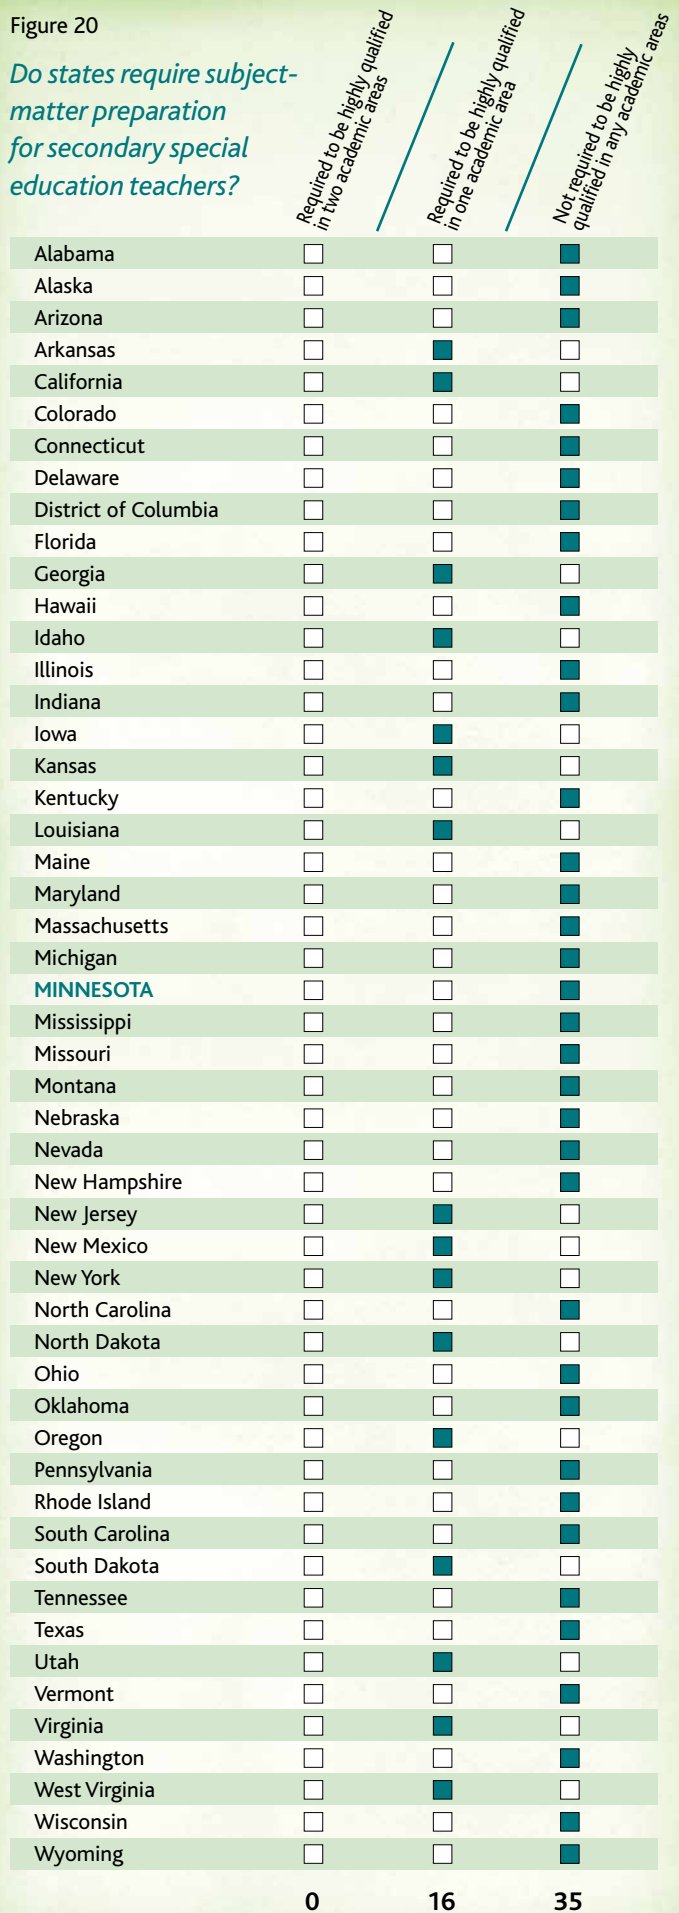 Figure 20
Do states require subject-
matter preparation
for secondary special
education teachers?
Required to be highly qualified
in two academic areas
Required to be highly qualified
in one academic area
Not required to be highly
qualified in any academic areas
Alabama
Alaska
Arizona
Arkansas
California
Colorado
Connecticut
Delaware
District of Columbia
Florida
Georgia
Hawaii
Idaho
Illinois
Indiana
Iowa
Kansas
Kentucky
Louisiana
Maine
Maryland
Massachusetts
Michigan
MINNESOTA
Mississippi
Missouri
Montana
Nebraska
Nevada
New Hampshire
New Jersey
New Mexico
New York
North Carolina
North Dakota
Ohio
Oklahoma
Oregon
Pennsylvania
Rhode Island
South Carolina
South Dakota
Tennessee
Texas
Utah
Vermont
Virginia
Washington
West Virginia
Wisconsin
Wyoming
0 16 35